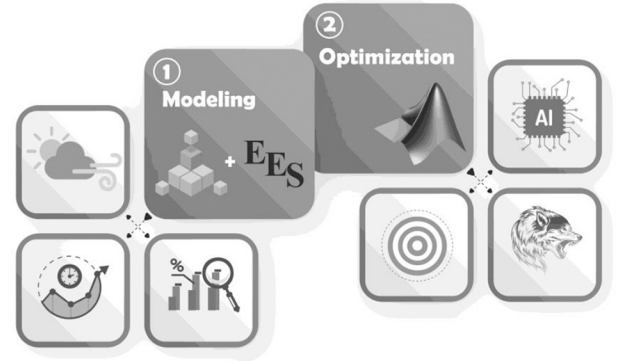 1
Modeling
+ EES
2
Optimization
AI
%